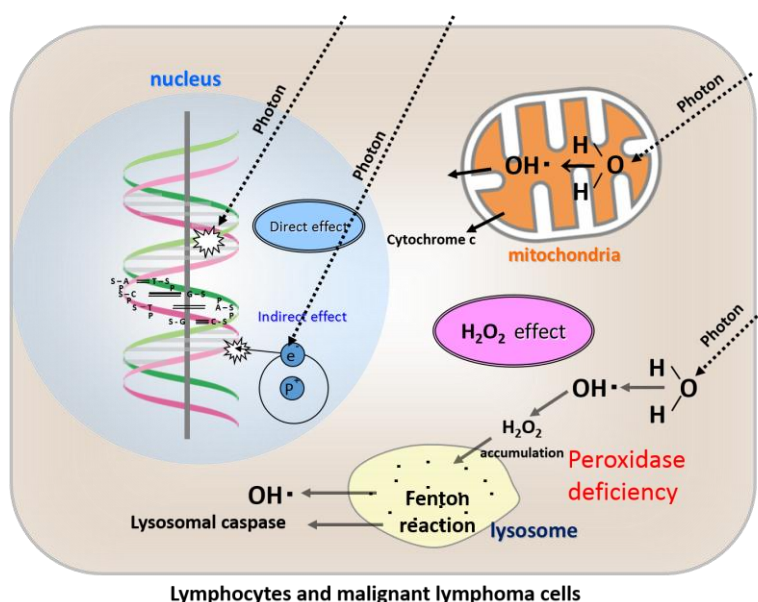 nucleus
Photon
Photon
Photon
H
OH· O
H
Cytochrome c
mitochondria
Direct effect
S-A T-S
P P
S-C G-S
P P
S-T A-S
P P
S-G C-S
Indirect effect
e-
P+
H2O2 effect
Photon
H
OH· O
H
H2O2
accumulation
Peroxidase
deficiency
OH·
Fentoh
reaction
Lysosomal caspase
lysosome
Lymphocytes and malignant lymphoma cells